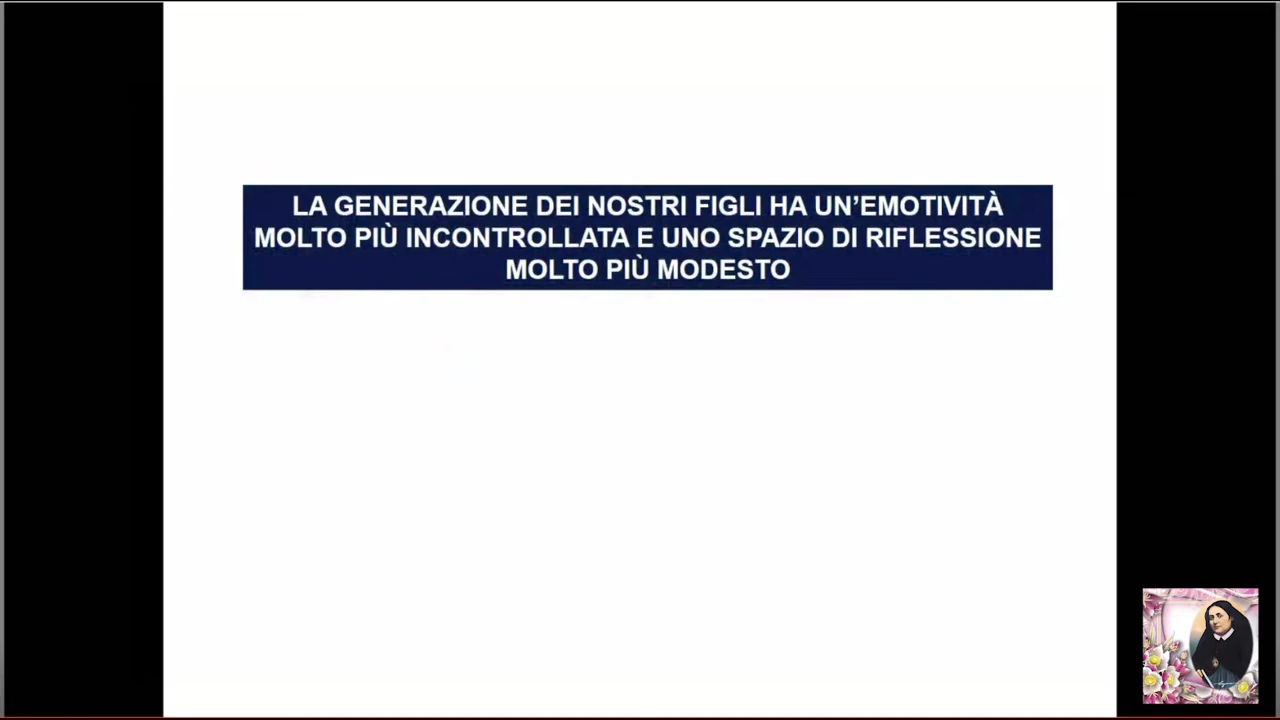 LA GENERAZIONE DEI NOSTRI FIGLI HA UN’EMOTIVITÀ
MOLTO PIÙ INCONTROLLATA E UNO SPAZIO DI RIFLESSIONE
MOLTO PIÙ MODESTO